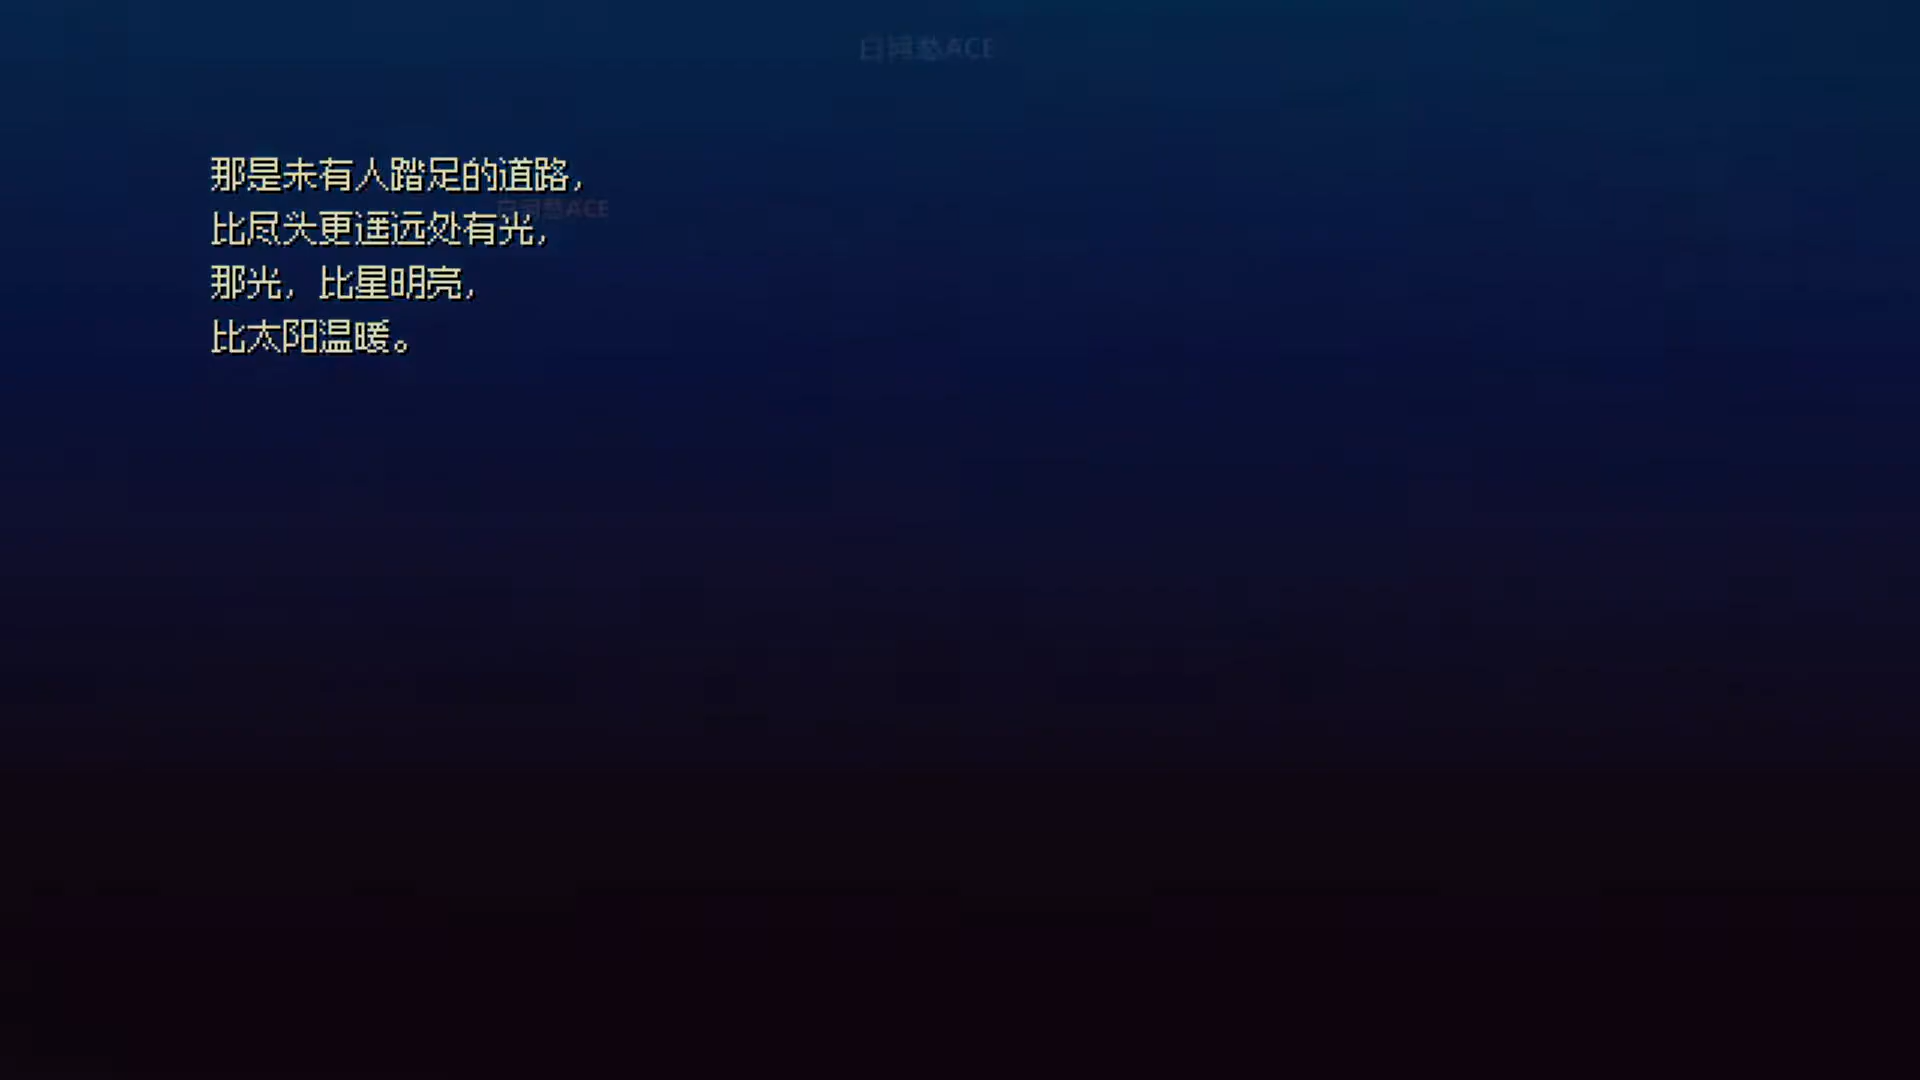 那是未有人踏足的道路，
比尽头更遥远处有光，
那光，比星明亮，
比太阳温暖。